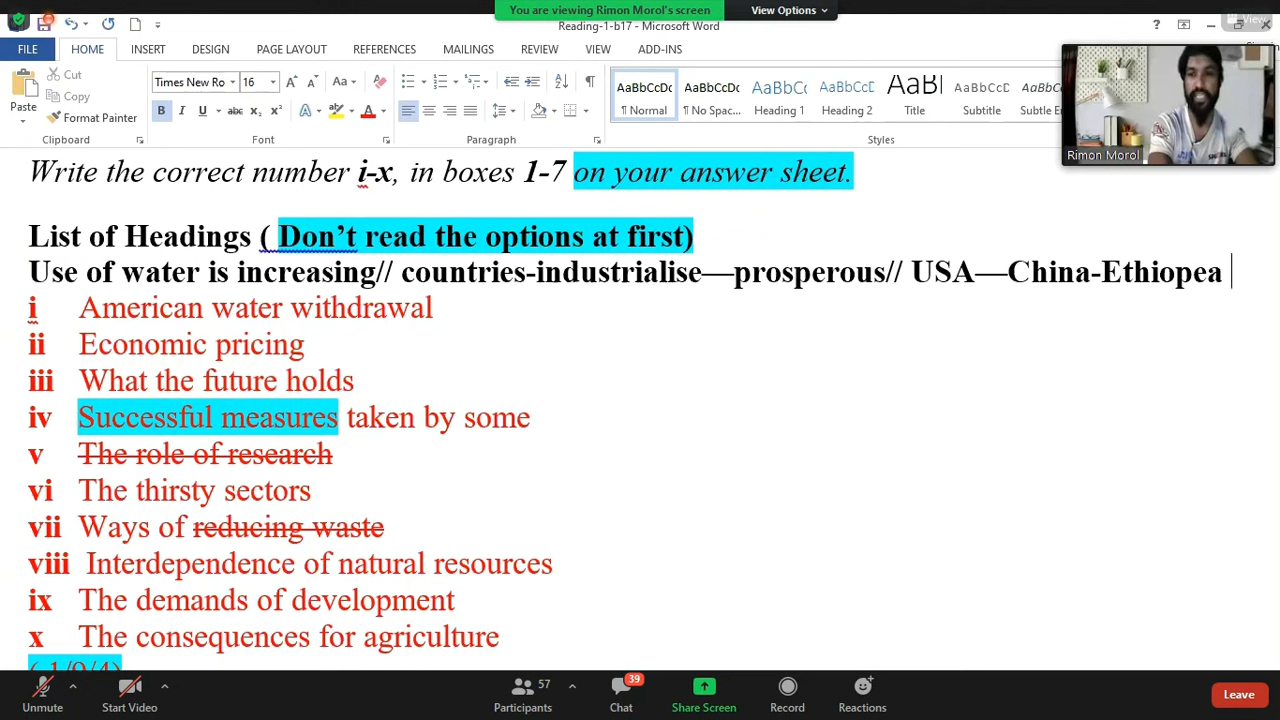 You are viewing Rimon Morol's screen
View Options
View
Reading-1-b17 - Microsoft Word
FILE HOME INSERT DESIGN PAGE LAYOUT REFERENCES MAILINGS REVIEW VIEW ADD-INS
Cut
Copy
Format Painter
Paste
Times New Ro 16
AaBbCcDc AaBbCcDc AaBbCc AaBbCcD AaBl AaBbCcD AaBbCc
¶ Normal ¶ No Spac... Heading 1 Heading 2 Title Subtitle Subtle En
Clipboard Font Paragraph Styles
Rimon Morol
Write the correct number i-x, in boxes 1-7 on your answer sheet.
List of Headings ( Don't read the options at first)
Use of water is increasing// countries-industrialise—prosperous// USA—China-Ethiopea
i American water withdrawal
ii Economic pricing
iii What the future holds
iv Successful measures taken by some
v The role of research
vi The thirsty sectors
vii Ways of reducing waste
viii Interdependence of natural resources
ix The demands of development
x The consequences for agriculture
Unmute
Start Video
57
Participants
39
Chat
Share Screen
Record
Reactions
Leave